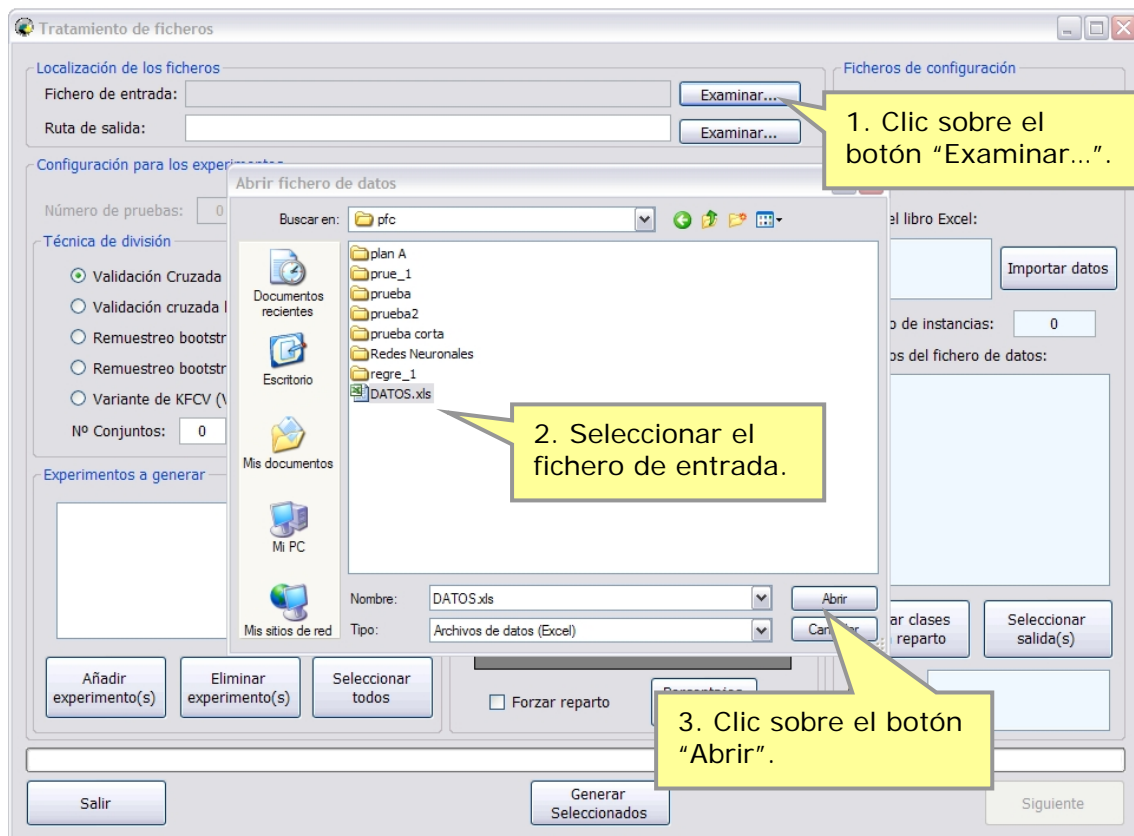 Tratamiento de ficheros
Localización de los ficheros
Fichero de entrada:
Examinar...
Ruta de salida:
Examinar...
Ficheros de configuración
1. Clic sobre el
botón “Examinar...”.
Configuración para los
Número de pruebas: 0
Técnica de división
Validación Cruzada
Validación cruzada
Remuestreo
Remuestreo
Variante de KFCV
Nº Conjuntos: 0
Abrir fichero de datos
Buscar en: pfc
Documentos
recientes
Escritorio
Mis documentos
Mi PC
Mis sitios de red
plan A
prue_1
prueba
prueba2
prueba corta
Redes Neuronales
regre_1
DATOS.xls
2. Seleccionar el
fichero de entrada.
Nombre: DATOS.xls
Abrir
Tipo: Archivos de datos (Excel)
libro Excel:
Importar datos
de instancias: 0
del fichero de datos:
clases
reparto
Seleccionar
salida(s)
Experimentos a generar
Añadir
experimento(s)
Eliminar
experimento(s)
Seleccionar
todos
Forzar reparto
3. Clic sobre el botón
“Abrir”.
Salir
Generar
Seleccionados
Siguiente